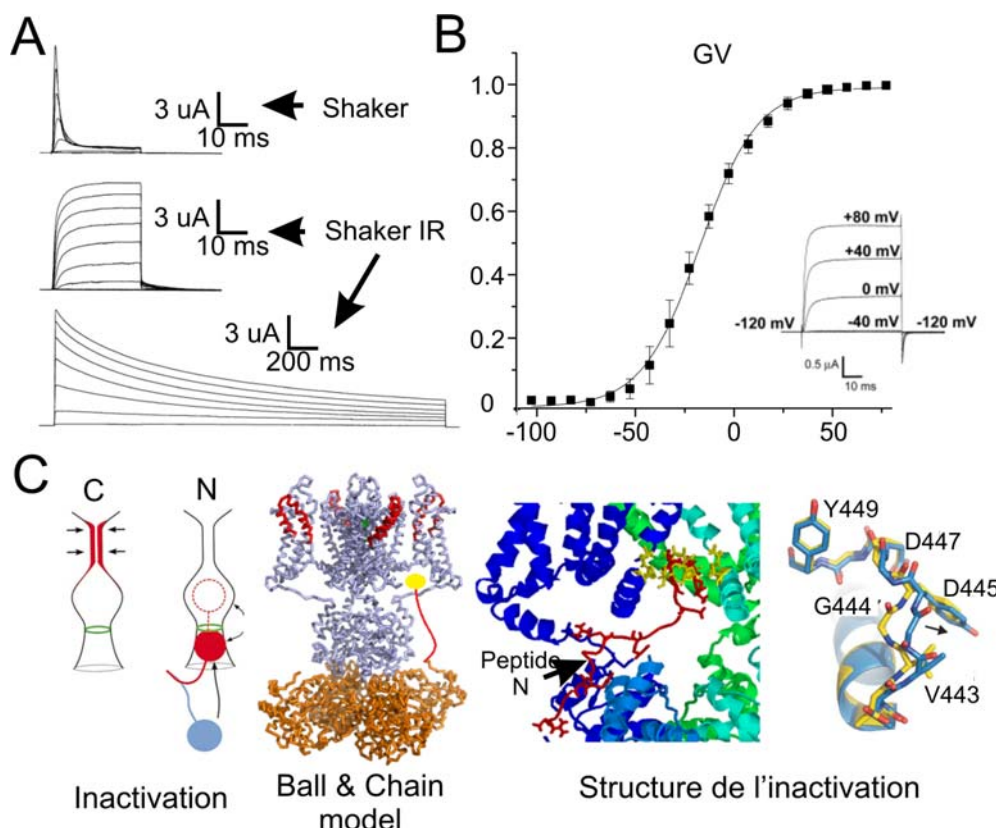 A
3 uA
10 ms
Shaker
3 uA
10 ms
Shaker IR
3 uA
200 ms
B
GV
1.0
0.8
0.6
0.4
0.2
0
-100
-50
0
50
+80 mV
+40 mV
0 mV
-120 mV
-40 mV
-120 mV
0.5 µA
10 ms
C
C
N
Inactivation
Ball & Chain
model
Peptide
N
Y449
D447
D445
G444
V443
Structure de l'inactivation